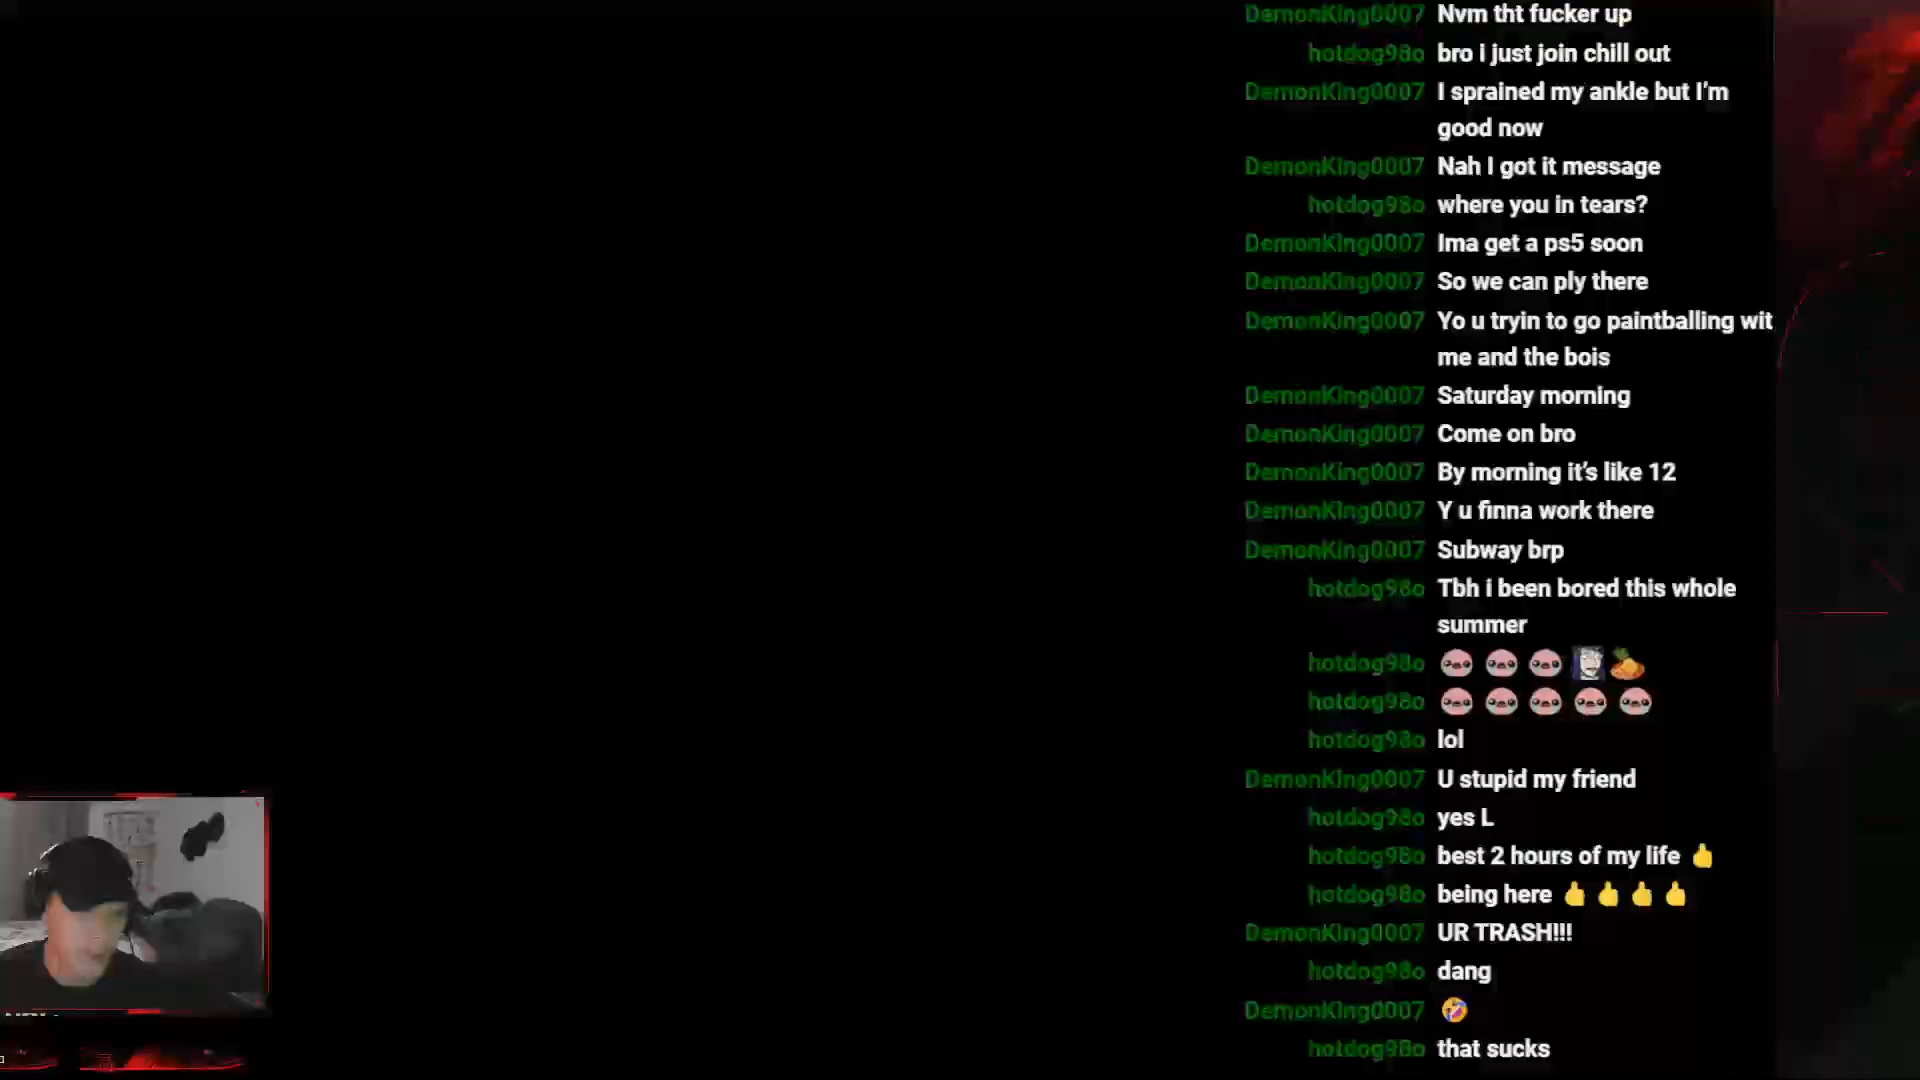 DemonKing0007 Nvm tht fucker up
hotdog98o bro i just join chill out
DemonKing0007 I sprained my ankle but I'm
good now
DemonKing0007 Nah I got it message
hotdog98o where you in tears?
DemonKing0007 Ima get a ps5 soon
DemonKing0007 So we can ply there
DemonKing0007 Yo u tryin to go paintballing wit
me and the bois
DemonKing0007 Saturday morning
DemonKing0007 Come on bro
DemonKing0007 By morning it's like 12
DemonKing0007 Y u finna work there
DemonKing0007 Subway brp
hotdog98o Tbh i been bored this whole
summer
hotdog98o
hotdog98o
hotdog98o lol
DemonKing0007 U stupid my friend
hotdog98o yes L
hotdog98o best 2 hours of my life 👍
hotdog98o being here 👍 👍 👍 👍
DemonKing0007 UR TRASH!!!
hotdog98o dang
DemonKing0007 🤣
hotdog98o that sucks